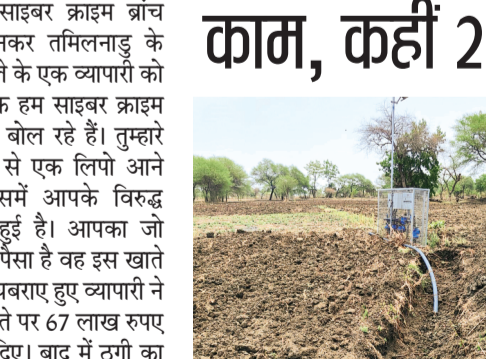 साइबर क्राइम ब्रांच
नकर तमिलनाडु के
के एक व्यापारी को
हम साइबर क्राइम
बोल रहे हैं। तुम्हारे
से एक लिपो आने
समें आपके विरुद्ध
हुई है। आपका जो
पैसा है वह इस खाते
घबराए हुए व्यापारी ने
ते पर 67 लाख रुपए
दिए। बाद में ठगी का
काम, कहीं 2